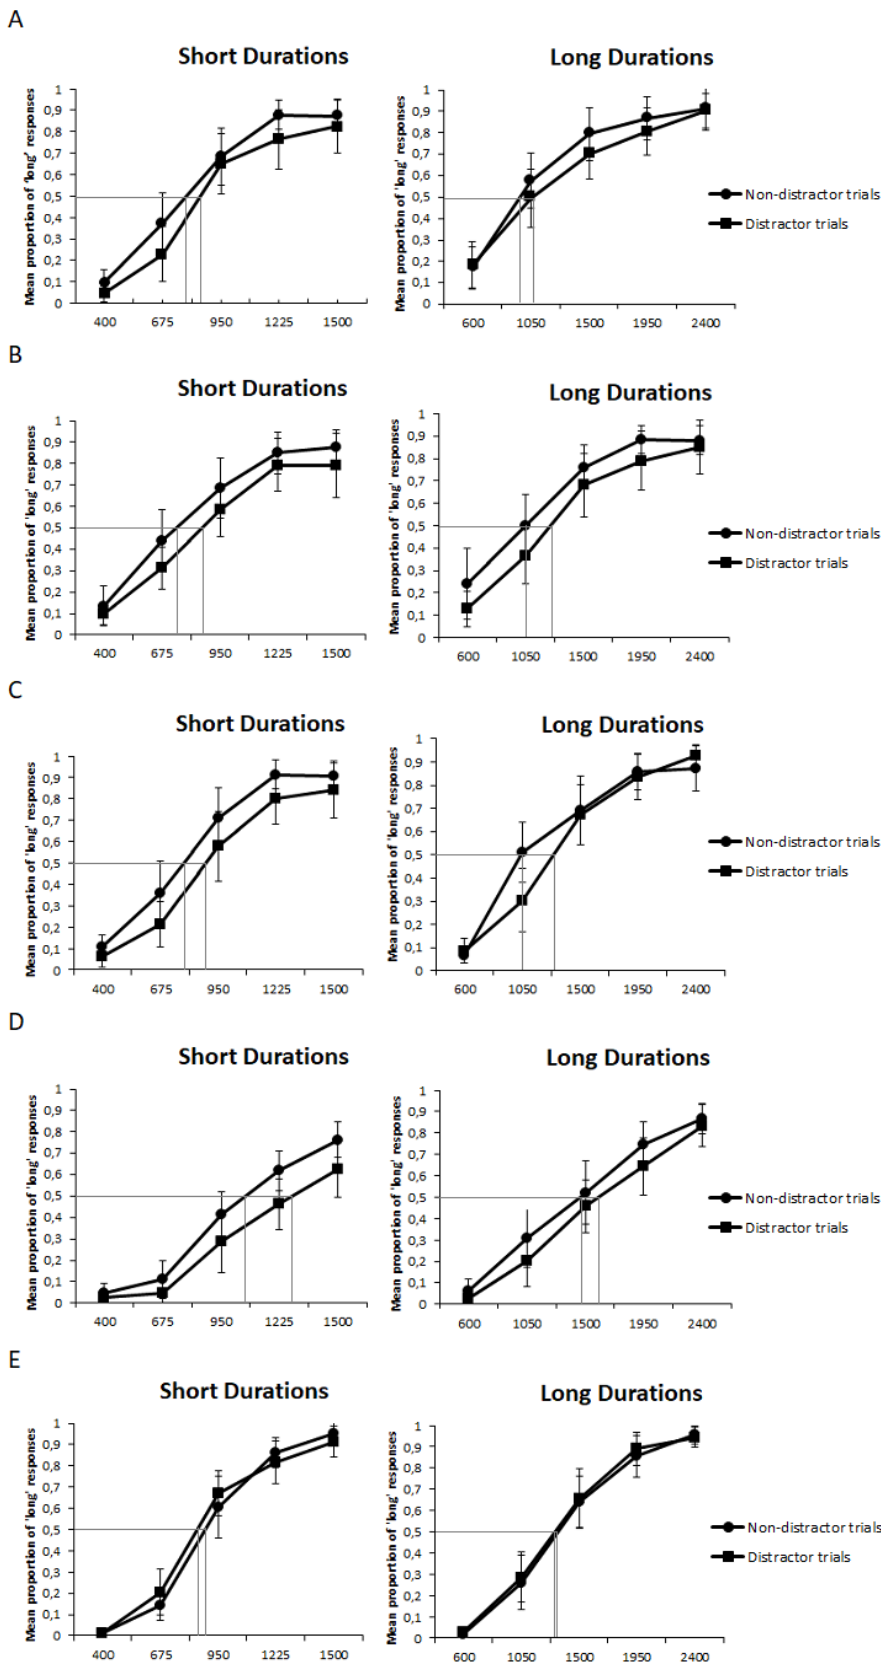 A
Short Durations
Long Durations
Mean proportion of 'long' responses
1
0,9
0,8
0,7
0,6
0,5
0,4
0,3
0,2
0,1
0
400 675 950 1225 1500
Mean proportion of 'long' responses
1
0,9
0,8
0,7
0,6
0,5
0,4
0,3
0,2
0,1
0
600 1050 1500 1950 2400
Non-distractor trials
Distractor trials
B
Short Durations
Long Durations
Mean proportion of 'long' responses
1
0,9
0,8
0,7
0,6
0,5
0,4
0,3
0,2
0,1
0
400 675 950 1225 1500
Mean proportion of 'long' responses
1
0,9
0,8
0,7
0,6
0,5
0,4
0,3
0,2
0,1
0
600 1050 1500 1950 2400
Non-distractor trials
Distractor trials
C
Short Durations
Long Durations
Mean proportion of 'long' responses
1
0,9
0,8
0,7
0,6
0,5
0,4
0,3
0,2
0,1
0
400 675 950 1225 1500
Mean proportion of 'long' responses
1
0,9
0,8
0,7
0,6
0,5
0,4
0,3
0,2
0,1
0
600 1050 1500 1950 2400
Non-distractor trials
Distractor trials
D
Short Durations
Long Durations
Mean proportion of 'long' responses
1
0,9
0,8
0,7
0,6
0,5
0,4
0,3
0,2
0,1
0
400 675 950 1225 1500
Mean proportion of 'long' responses
1
0,9
0,8
0,7
0,6
0,5
0,4
0,3
0,2
0,1
0
600 1050 1500 1950 2400
Non-distractor trials
Distractor trials
E
Short Durations
Long Durations
Mean proportion of 'long' responses
1
0,9
0,8
0,7
0,6
0,5
0,4
0,3
0,2
0,1
0
400 675 950 1225 1500
Mean proportion of 'long' responses
1
0,9
0,8
0,7
0,6
0,5
0,4
0,3
0,2
0,1
0
600 1050 1500 1950 2400
Non-distractor trials
Distractor trials